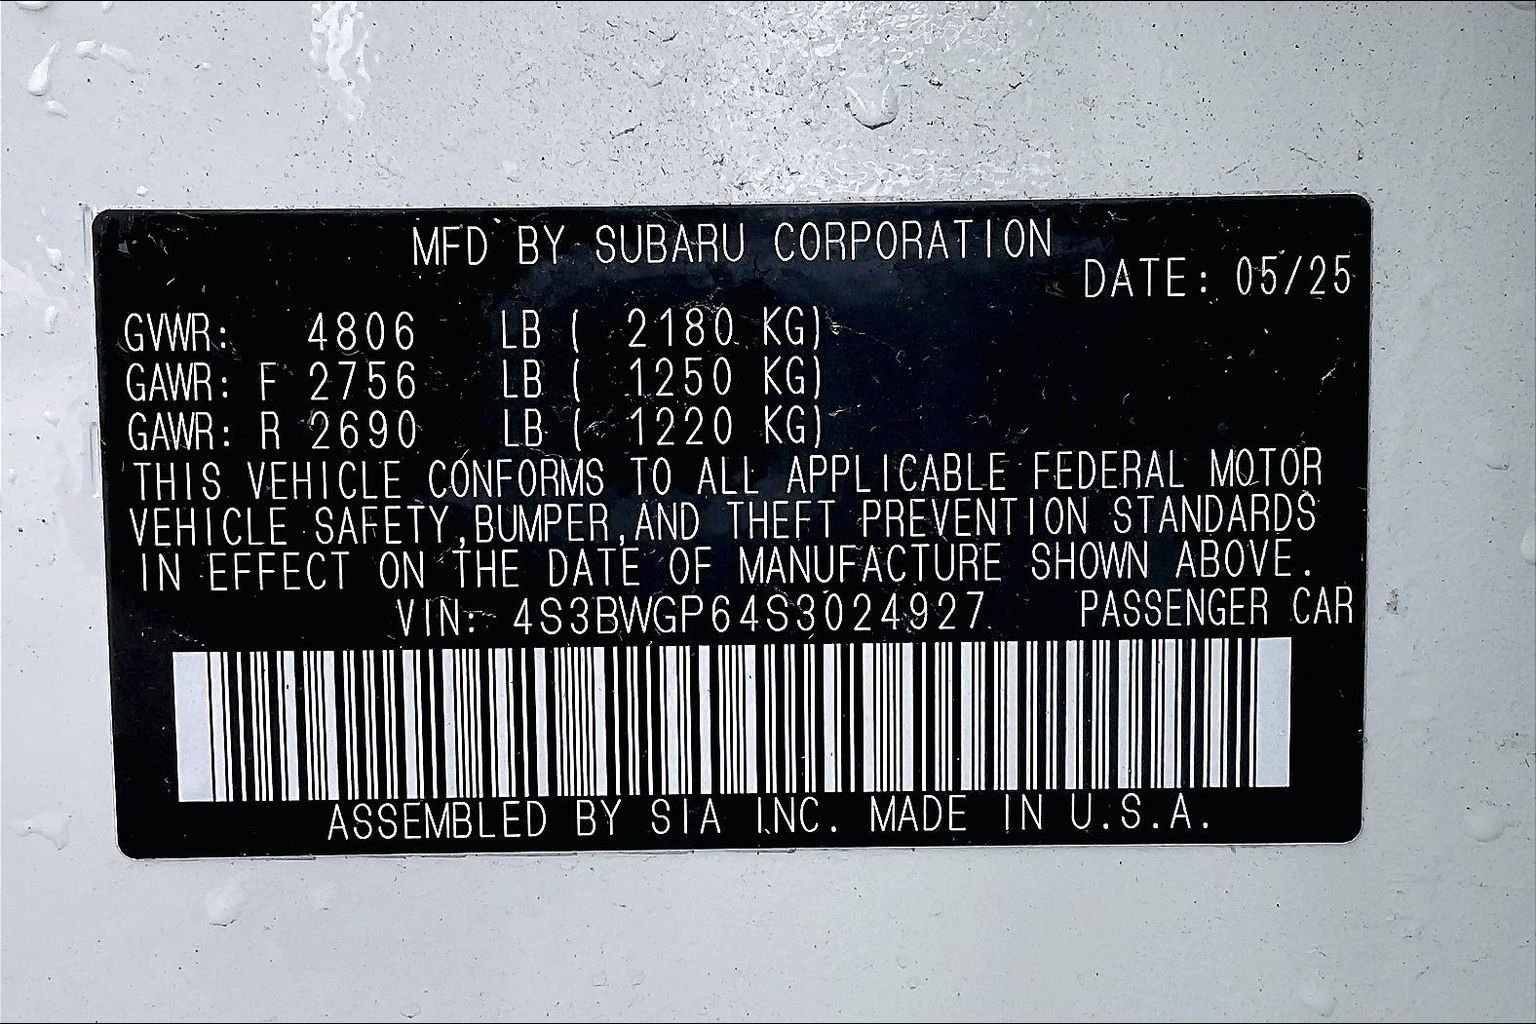 MFD BY SUBARU CORPORATION
DATE: 05/25
GVWR: 4806 LB ( 2180 KG)
GAWR: F 2756 LB ( 1250 KG)
GAWR: R 2690 LB ( 1220 KG)
THIS VEHICLE CONFORMS TO ALL APPLICABLE FEDERAL MOTOR
VEHICLE SAFETY,BUMPER,AND THEFT PREVENTION STANDARDS
IN EFFECT ON THE DATE OF MANUFACTURE SHOWN ABOVE.
VIN: 4S3BWGP64S3024927 PASSENGER CAR
ASSEMBLED BY SIA INC. MADE IN U.S.A.